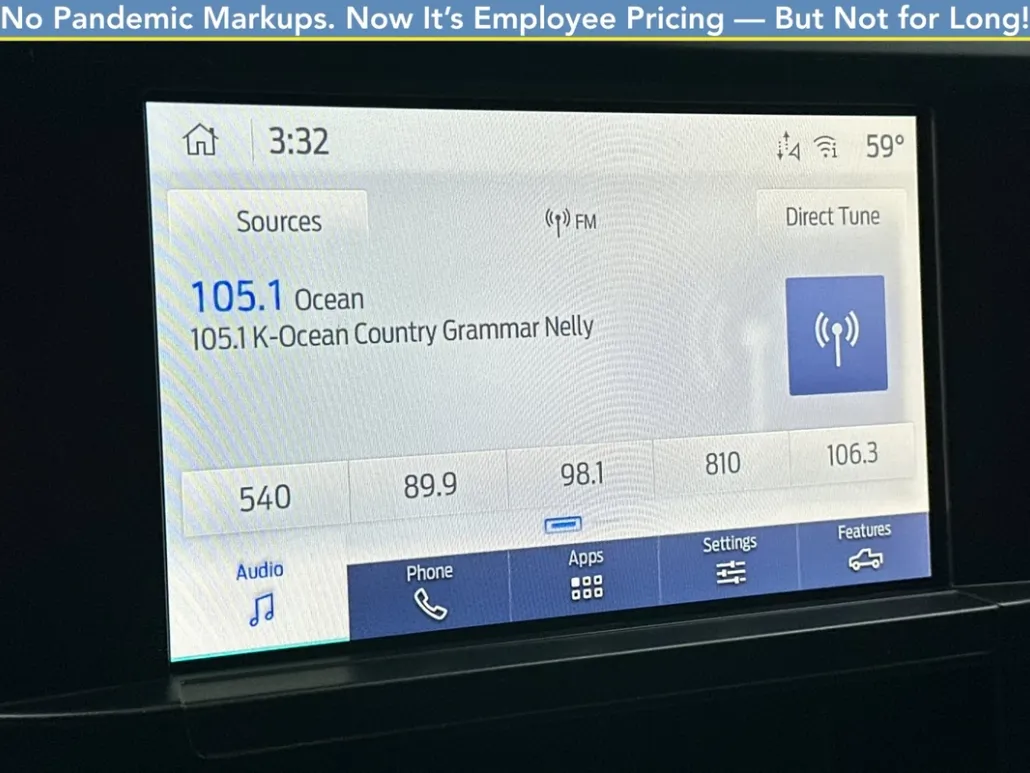 No Pandemic Markups. Now It's Employee Pricing — But Not for Long!
3:32
59°
Sources
FM
Direct Tune
105.1 Ocean
105.1 K-Ocean Country Grammar Nelly
540 89.9 98.1 810 106.3
Audio Phone Apps Settings Features